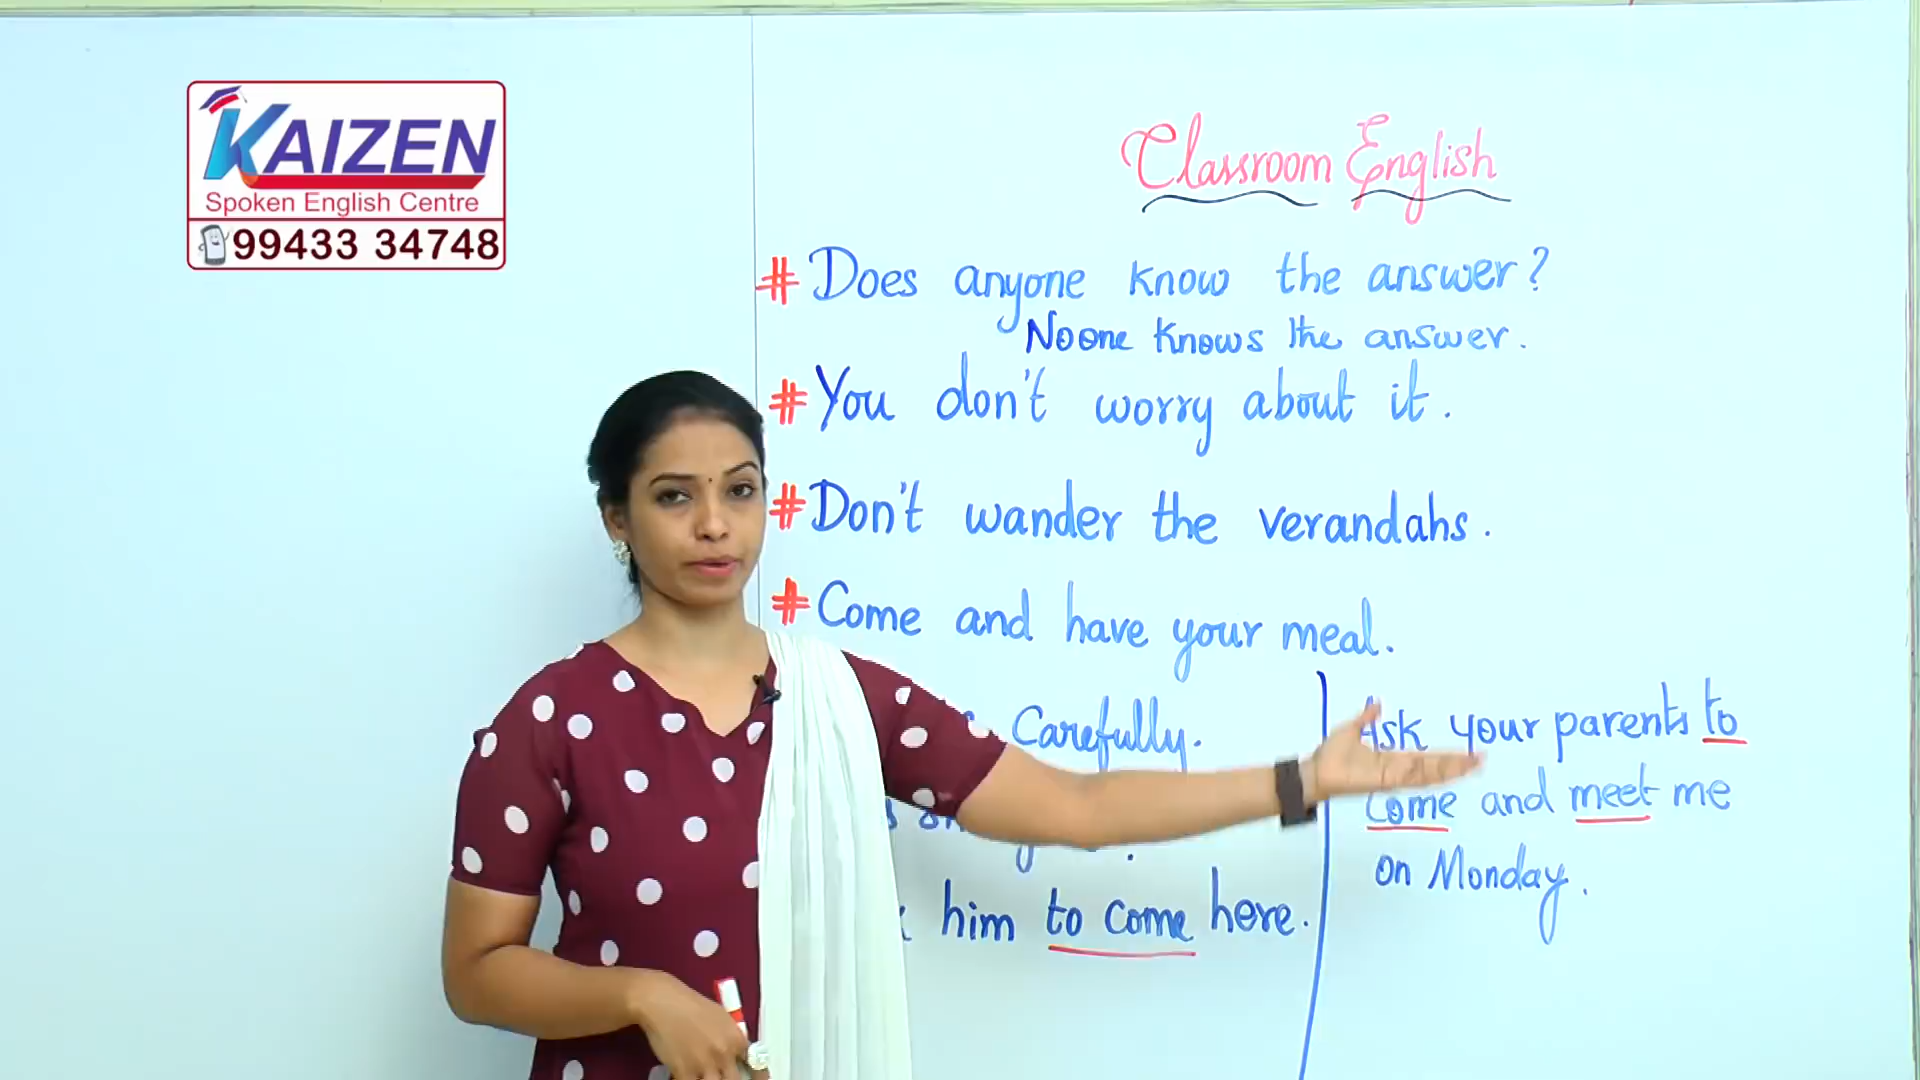 KAIZEN
Spoken English Centre
99433 34748
Classroom English
# Does anyone know the answer?
Noone knows the answer.
# You don't worry about it.
# Don't wander the verandahs.
# Come and have your meal.
Carefully.
him to come here.
Ask your parents to
come and meet me
on Monday.